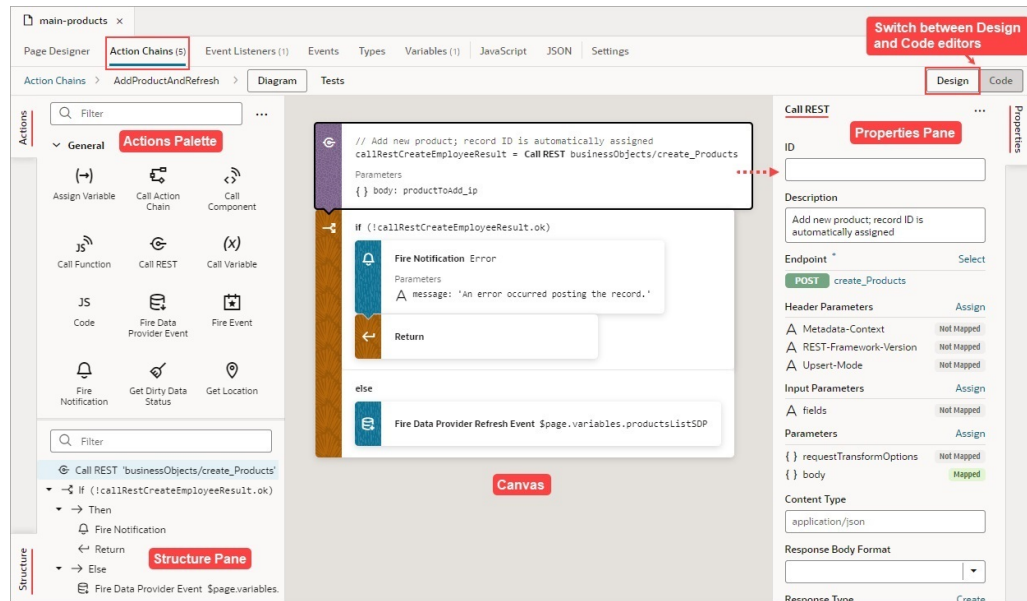 main-products ×
Switch between Design
and Code editors
Page Designer Action Chains (5) Event Listeners (1) Events Types Variables (1) JavaScript JSON Settings
Action Chains > AddProductAndRefresh > Diagram Tests Design Code
Actions
Filter ...
Actions Palette
General
Assign Variable
Call Action
Chain
Call
Component
Call Function
Call REST
Call Variable
JS
Code
Fire Data
Provider Event
Fire Event
Fire
Notification
Get Dirty Data
Status
Get Location
Structure
Filter
Call REST 'businessObjects/create_Products'
If (!callRestCreateEmployeeResult.ok)
Then
Fire Notification
Return
Structure Pane
Else
Fire Data Provider Event $page.variables.
// Add new product; record ID is automatically assigned
callRestCreateEmployeeResult = Call REST businessObjects/create_Products
Parameters
{ } body: productToAdd_ip
if (!callRestCreateEmployeeResult.ok)
Fire Notification Error
Parameters
A message: 'An error occurred posting the record.'
Return
else
Fire Data Provider Refresh Event $page.variables.productsListSDP
Canvas
Call REST ...
Properties
Properties Pane
ID
Description
Add new product; record ID is
automatically assigned
Endpoint * Select
POST create_Products
Header Parameters Assign
A Metadata-Context Not Mapped
A REST-Framework-Version Not Mapped
A Upsert-Mode Not Mapped
Input Parameters Assign
A fields Not Mapped
Parameters Assign
{ } requestTransformOptions Not Mapped
{ } body Mapped
Content Type
application/json
Response Body Format
Response Type Create